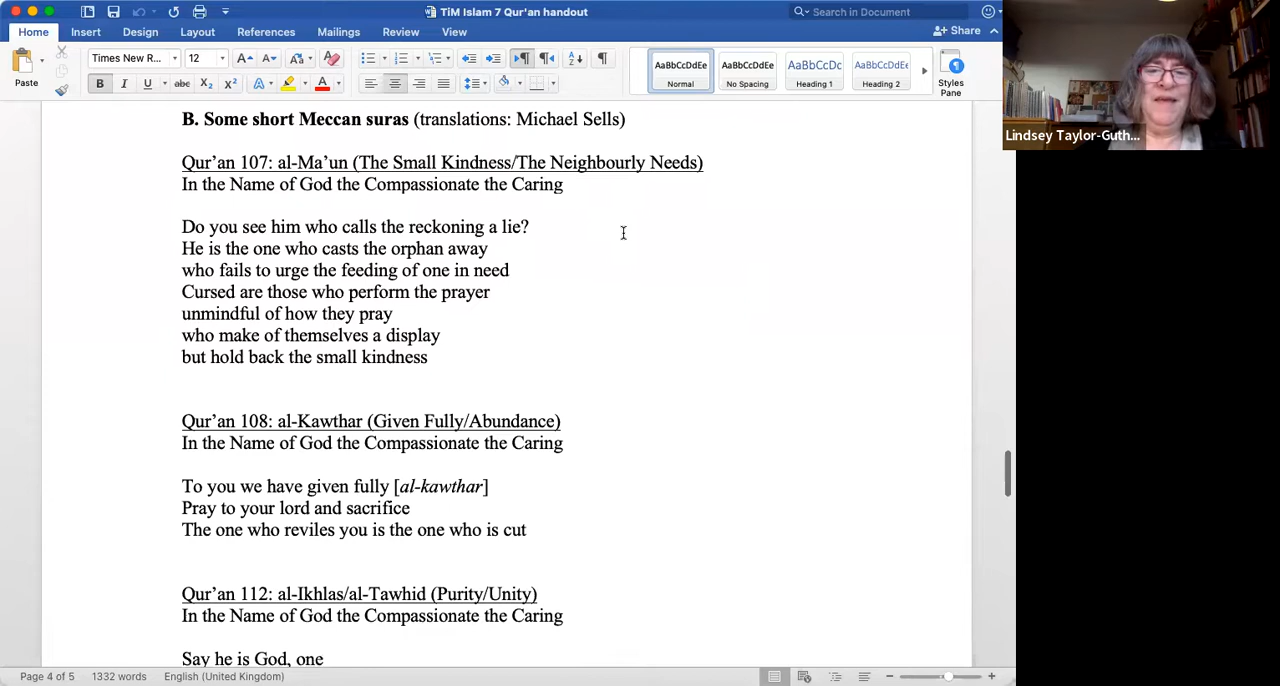 TiM Islam 7 Qur'an handout
Search in Document
Home Insert Design Layout References Mailings Review View
Share
Paste
Times New R... 12
AaBbCcDdEe AaBbCcDdEe AaBbCcDc AaBbCcDdEe
Normal No Spacing Heading 1 Heading 2
Styles
Pane
Lindsey Taylor-Guth...
B. Some short Meccan suras (translations: Michael Sells)
Qur'an 107: al-Ma'un (The Small Kindness/The Neighbourly Needs)
In the Name of God the Compassionate the Caring
Do you see him who calls the reckoning a lie?
He is the one who casts the orphan away
who fails to urge the feeding of one in need
Cursed are those who perform the prayer
unmindful of how they pray
who make of themselves a display
but hold back the small kindness
Qur'an 108: al-Kawthar (Given Fully/Abundance)
In the Name of God the Compassionate the Caring
To you we have given fully [al-kawthar]
Pray to your lord and sacrifice
The one who reviles you is the one who is cut
Qur'an 112: al-Ikhlas/al-Tawhid (Purity/Unity)
In the Name of God the Compassionate the Caring
Say he is God, one
Page 4 of 5 1332 words English (United Kingdom)